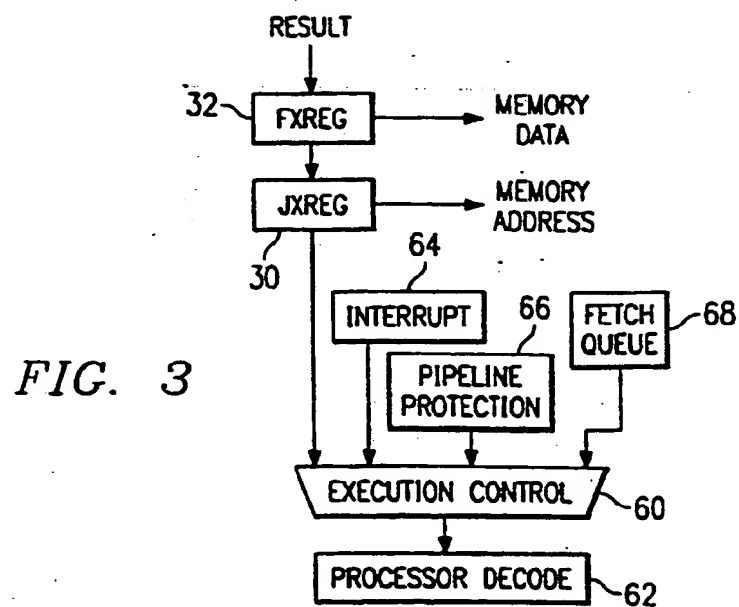 RESULT
32
FXREG
MEMORY
DATA
JXREG
MEMORY
ADDRESS
30
64
INTERRUPT
66
FETCH
QUEUE
68
PIPELINE
PROTECTION
FIG. 3
EXECUTION CONTROL
60
PROCESSOR DECODE
62